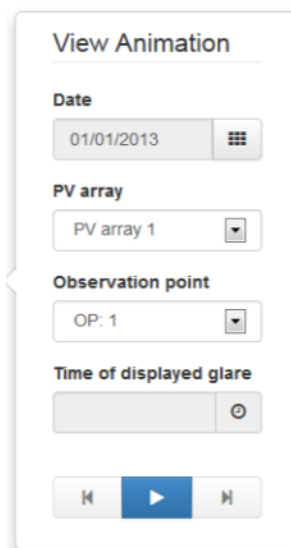 View Animation
Date
01/01/2013
PV array
PV array 1
Observation point
OP: 1
Time of displayed glare